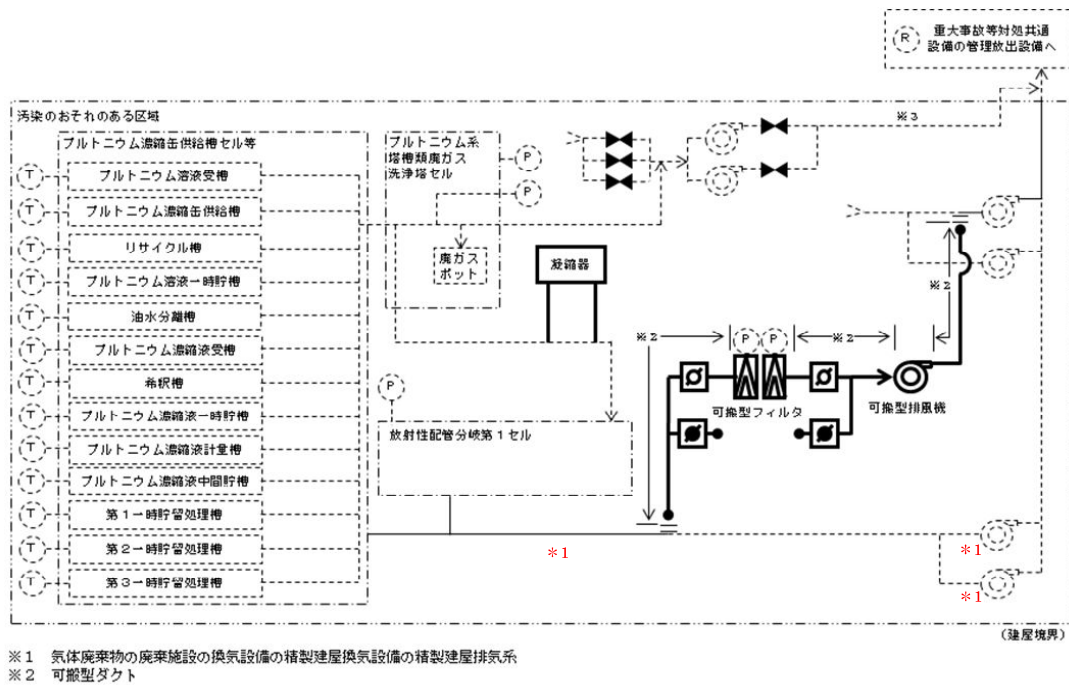 R
重大事故等対処共通
設備の管理放出設備へ
汚染のおそれのある区域
プルトニウム濃縮缶供給槽セル等
T プルトニウム溶液受槽
T プルトニウム濃縮缶供給槽
T リサイクル槽
T プルトニウム溶液一時貯槽
T 油水分離槽
T プルトニウム濃縮液受槽
T 希釈槽
T プルトニウム濃縮液一時貯槽
T プルトニウム濃縮液計量槽
T プルトニウム濃縮液中間貯槽
T 第1一時貯留処理槽
T 第2一時貯留処理槽
T 第3一時貯留処理槽
プルトニウム系
塔槽類廃ガス
洗浄塔セル
P
P
廃ガス
ポット
凝縮器
※3
※2
※2
※2
P P
可搬型フィルタ
可搬型排風機
P
放射性配管分岐第1セル
*1
*1
*1
(建屋境界)
※1 気体廃棄物の廃棄施設の換気設備の精製建屋換気設備の精製建屋排気系
※2 可搬型ダクト